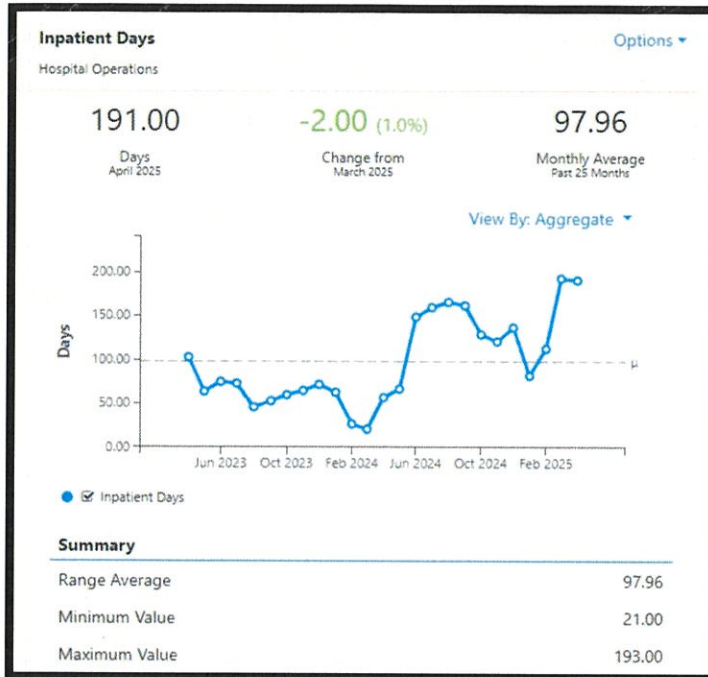 Inpatient Days
Options
Hospital Operations
191.00
Days
April 2025
-2.00 (1.0%)
Change from
March 2025
97.96
Monthly Average
Past 25 Months
View By: Aggregate
Days
200.00
150.00
100.00
50.00
0.00
μ
Jun 2023 Oct 2023 Feb 2024 Jun 2024 Oct 2024 Feb 2025
Inpatient Days
Summary
Range Average 97.96
Minimum Value 21.00
Maximum Value 193.00